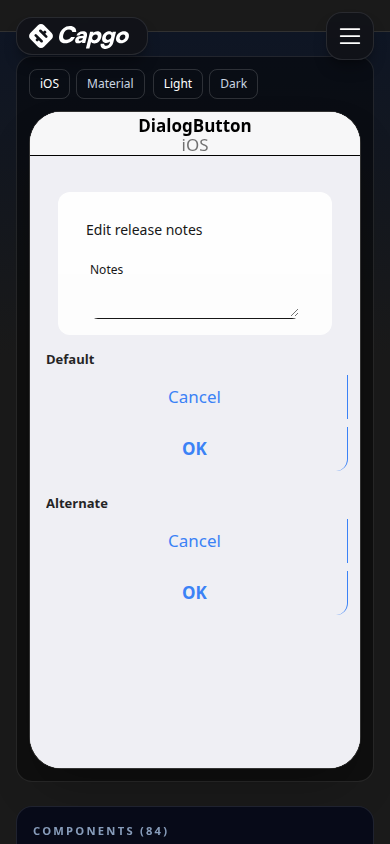 Capgo
iOS Material Light Dark
DialogButton
iOS
Edit release notes
Notes
Default
Cancel
OK
Alternate
Cancel
OK
COMPONENTS (84)